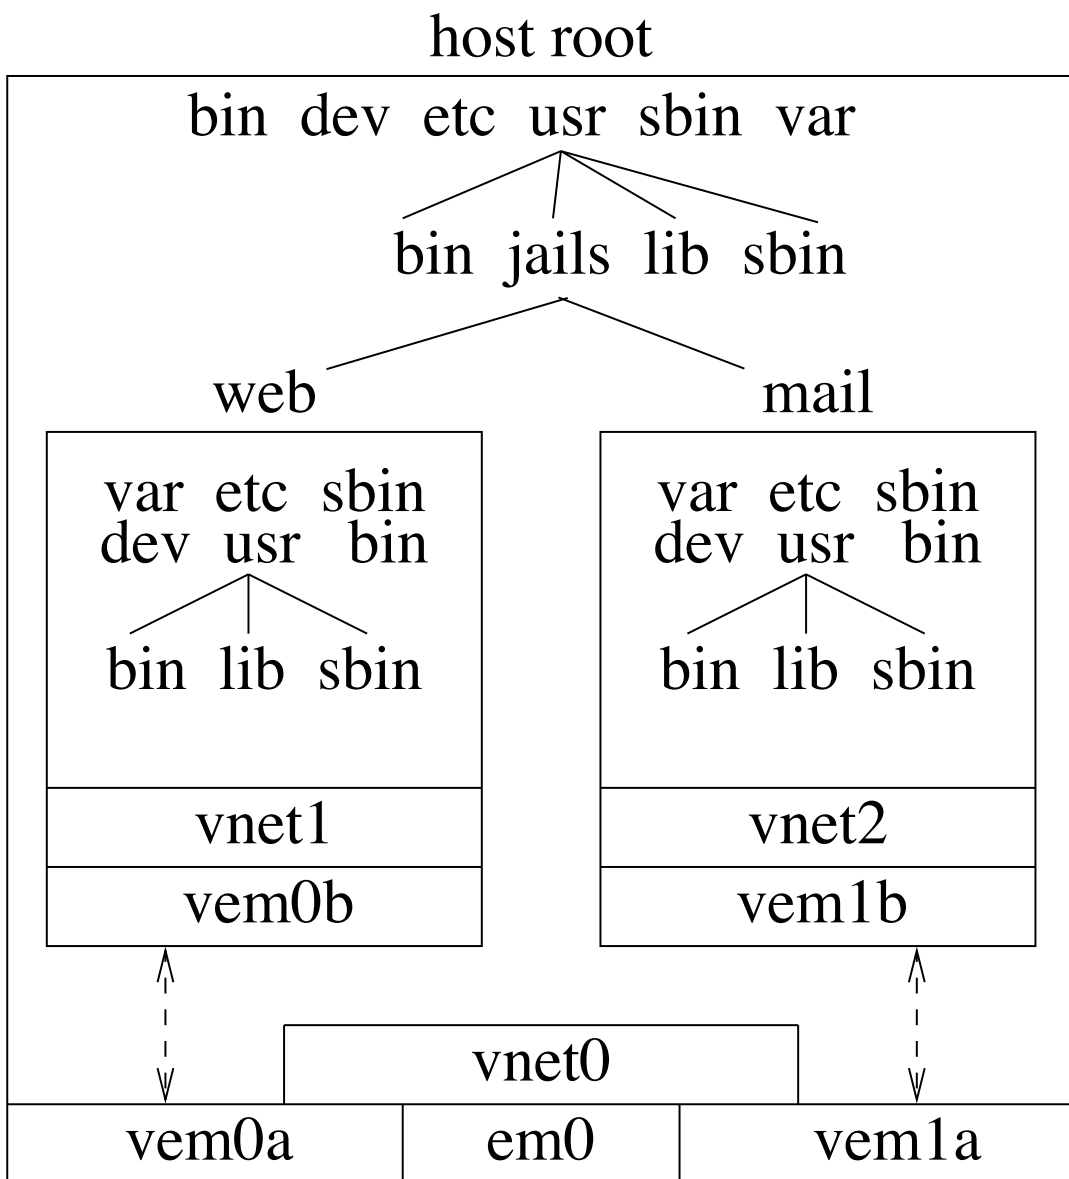 host root
bin dev etc usr sbin var
bin jails lib sbin
web mail
var etc sbin var etc sbin
dev usr bin dev usr bin
bin lib sbin bin lib sbin
vnet1 vnet2
vem0b vem1b
vnet0
vem0a em0 vem1a